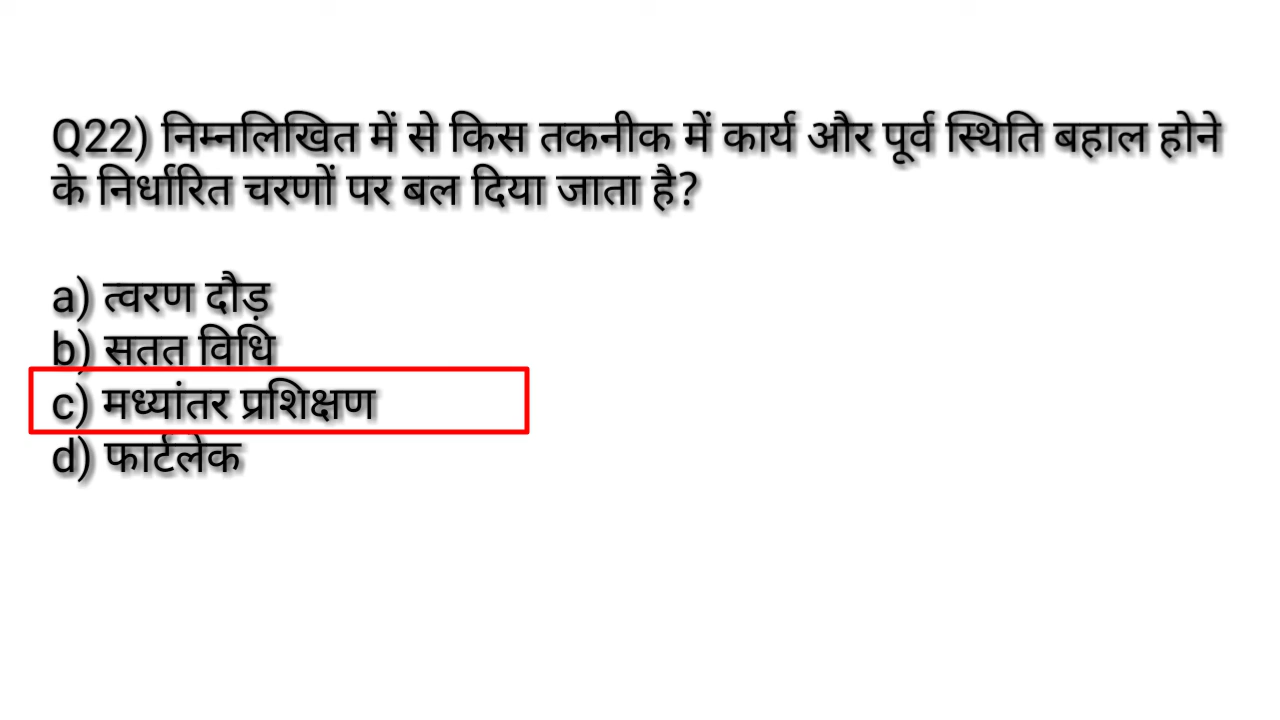 Q22) निम्नलिखित में से किस तकनीक में कार्य और पूर्व स्थिति बहाल होने
के निर्धारित चरणों पर बल दिया जाता है?
a) त्वरण दौड़
b) सतत विधि
c) मध्यांतर प्रशिक्षण
d) फार्टलेक